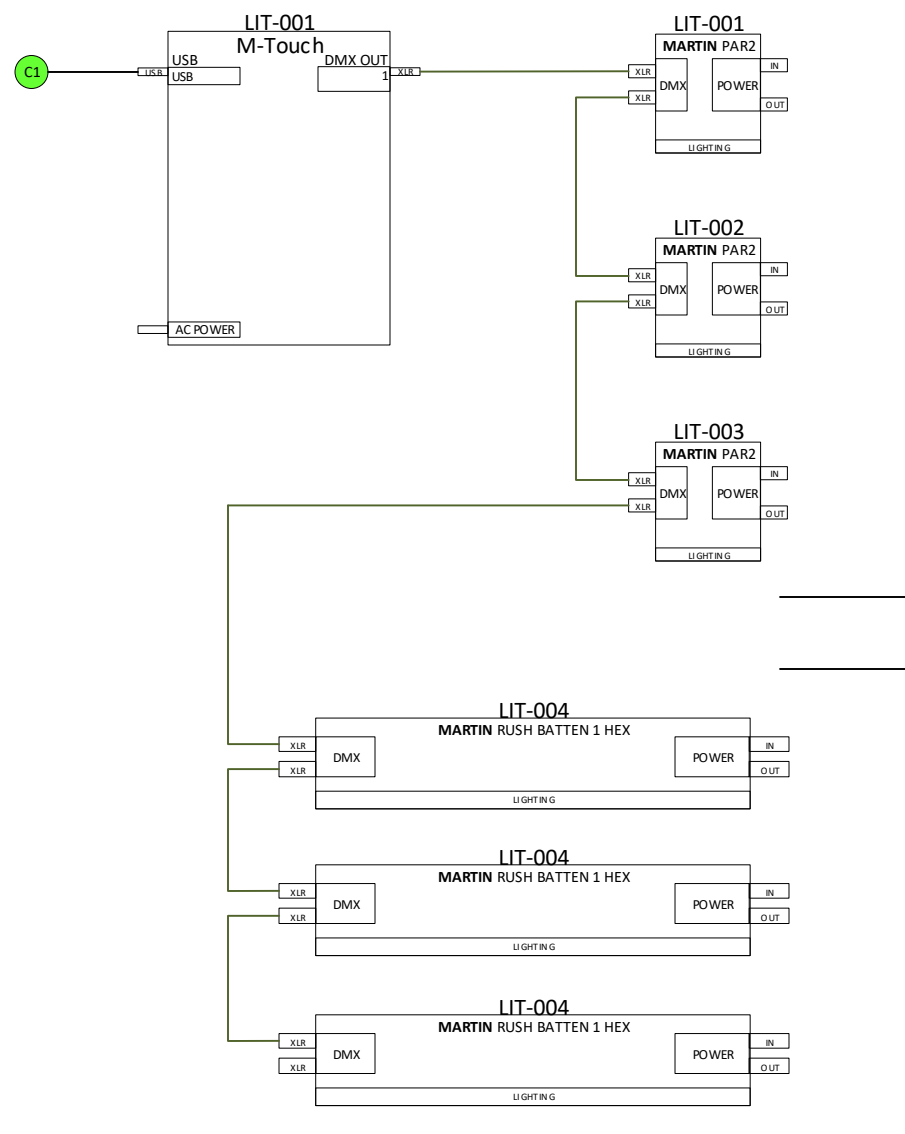 LIT-001
M-Touch
C1
USB
USB
USB
DMX OUT
1
XLR
AC POWER
LIT-001
MARTIN PAR2
XLR
XLR
DMX
POWER
IN
OUT
LIGHTING
LIT-002
MARTIN PAR2
XLR
XLR
DMX
POWER
IN
OUT
LIGHTING
LIT-003
MARTIN PAR2
XLR
XLR
DMX
POWER
IN
OUT
LIGHTING
LIT-004
MARTIN RUSH BATTEN 1 HEX
XLR
XLR
DMX
POWER
IN
OUT
LIGHTING
LIT-004
MARTIN RUSH BATTEN 1 HEX
XLR
XLR
DMX
POWER
IN
OUT
LIGHTING
LIT-004
MARTIN RUSH BATTEN 1 HEX
XLR
XLR
DMX
POWER
IN
OUT
LIGHTING